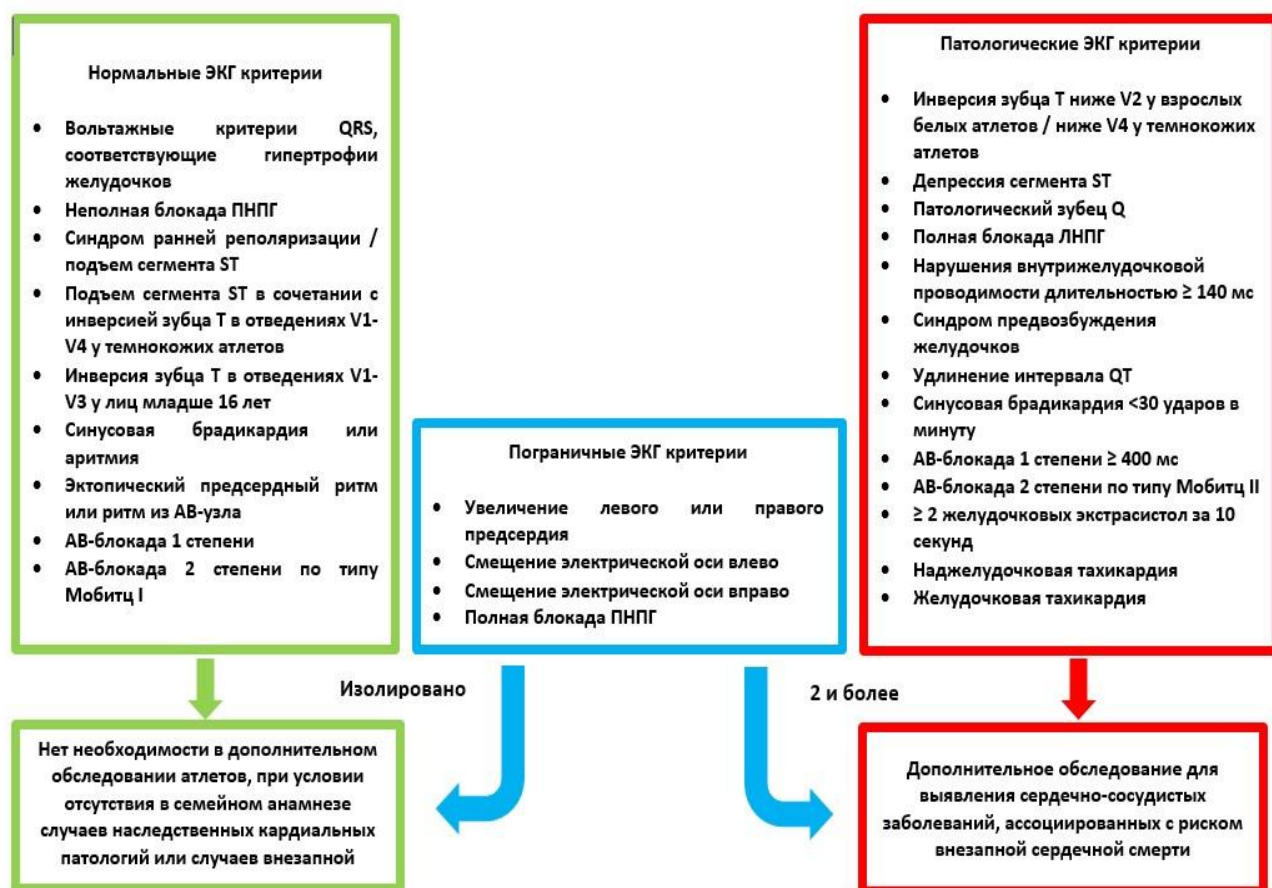 Нормальные ЭКГ критерии
• Вольтажные критерии QRS,
соответствующие гипертрофии
желудочков
• Неполная блокада ПНПГ
• Синдром ранней реполяризации /
подъем сегмента ST
• Подъем сегмента ST в сочетании с
инверсией зубца Т в отведениях V1-
V4 у темнокожих атлетов
• Инверсия зубца Т в отведениях V1-
V3 у лиц младше 16 лет
• Синусовая брадикардия или
аритмия
• Эктопический предсердный ритм
или ритм из АВ-узла
• АВ-блокада 1 степени
• АВ-блокада 2 степени по типу
Мобитц I
Пограничные ЭКГ критерии
• Увеличение левого или правого
предсердия
• Смещение электрической оси влево
• Смещение электрической оси вправо
• Полная блокада ПНПГ
Патологические ЭКГ критерии
• Инверсия зубца Т ниже V2 у взрослых
белых атлетов / ниже V4 у темнокожих
атлетов
• Депрессия сегмента ST
• Патологический зубец Q
• Полная блокада ЛНПГ
• Нарушения внутрижелудочковой
проводимости длительностью ≥ 140 мс
• Синдром предвозбуждения
желудочков
• Удлинение интервала QT
• Синусовая брадикардия <30 ударов в
минуту
• АВ-блокада 1 степени ≥ 400 мс
• АВ-блокада 2 степени по типу Мобитц II
• ≥ 2 желудочковых экстрасистол за 10
секунд
• Наджелудочковая тахикардия
• Желудочковая тахикардия
Изолировано
2 и более
Нет необходимости в дополнительном
обследовании атлетов, при условии
отсутствия в семейном анамнезе
случаев наследственных кардиальных
патологий или случаев внезапной
Дополнительное обследование для
выявления сердечно-сосудистых
заболеваний, ассоциированных с риском
внезапной сердечной смерти